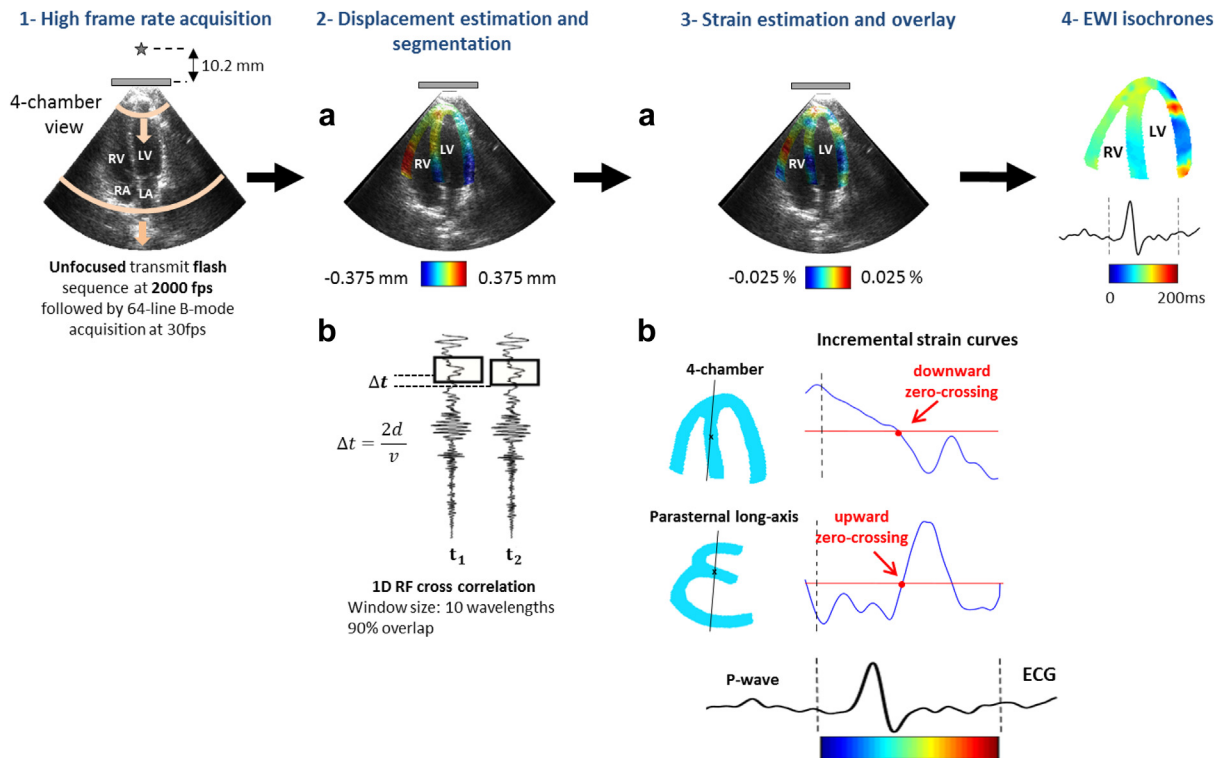 1- High frame rate acquisition
10.2 mm
4-chamber
view
RV
LV
RA
LA
Unfocused transmit flash
sequence at 2000 fps
followed by 64-line B-mode
acquisition at 30fps
2- Displacement estimation and
segmentation
a
LV
RV
-0.375 mm
0.375 mm
b
Δt
Δt = 2d
v
t1
t2
1D RF cross correlation
Window size: 10 wavelengths
90% overlap
3- Strain estimation and overlay
a
LV
RV
-0.025 %
0.025 %
b
Incremental strain curves
4-chamber
downward
zero-crossing
x
Parasternal long-axis
upward
zero-crossing
x
P-wave
ECG
4- EWI isochrones
LV
RV
0
200ms